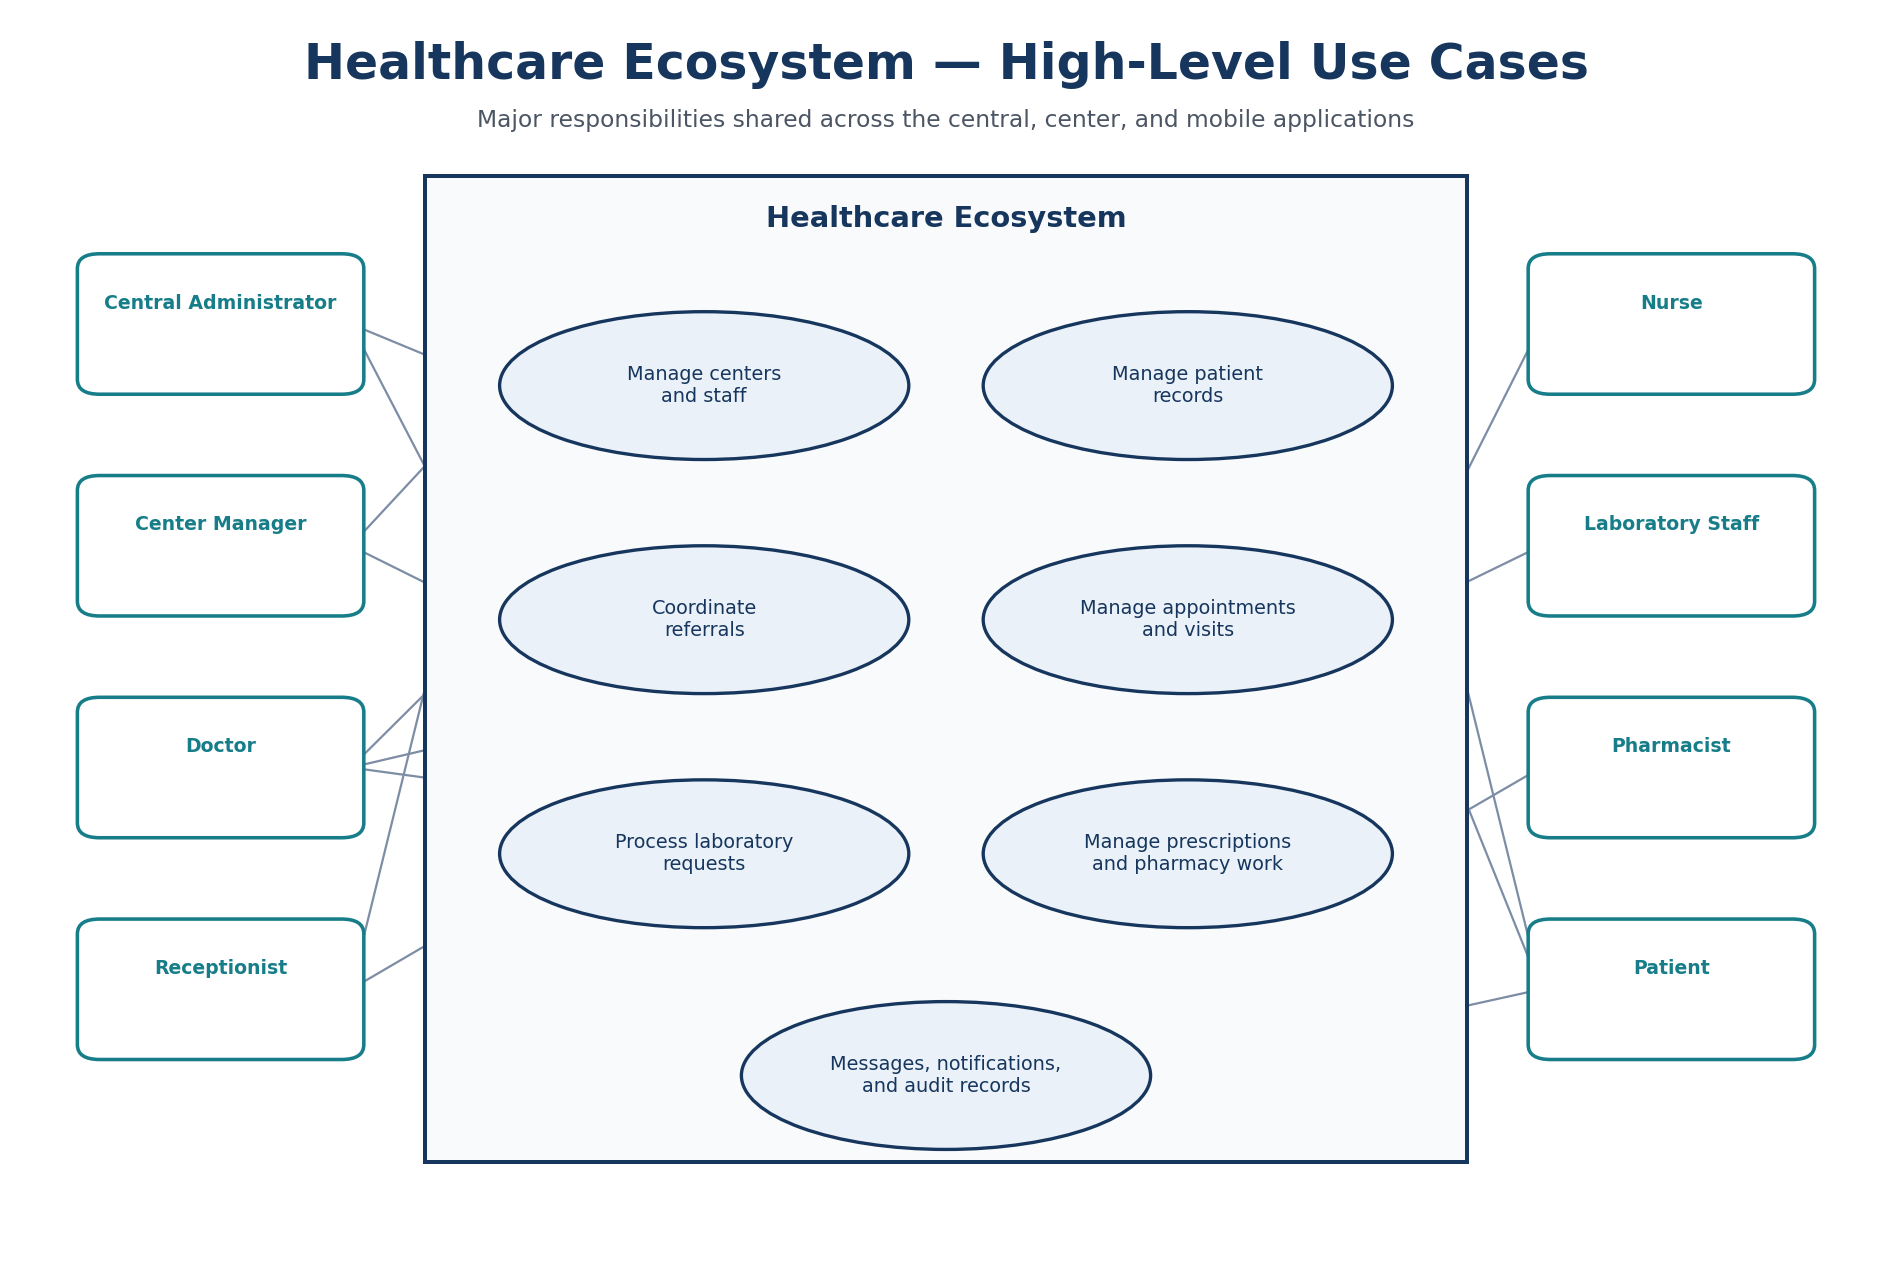 Healthcare Ecosystem — High-Level Use Cases
Major responsibilities shared across the central, center, and mobile applications
Healthcare Ecosystem
Central Administrator
Center Manager
Doctor
Receptionist
Manage centers
and staff
Manage patient
records
Coordinate
referrals
Manage appointments
and visits
Process laboratory
requests
Manage prescriptions
and pharmacy work
Messages, notifications,
and audit records
Nurse
Laboratory Staff
Pharmacist
Patient